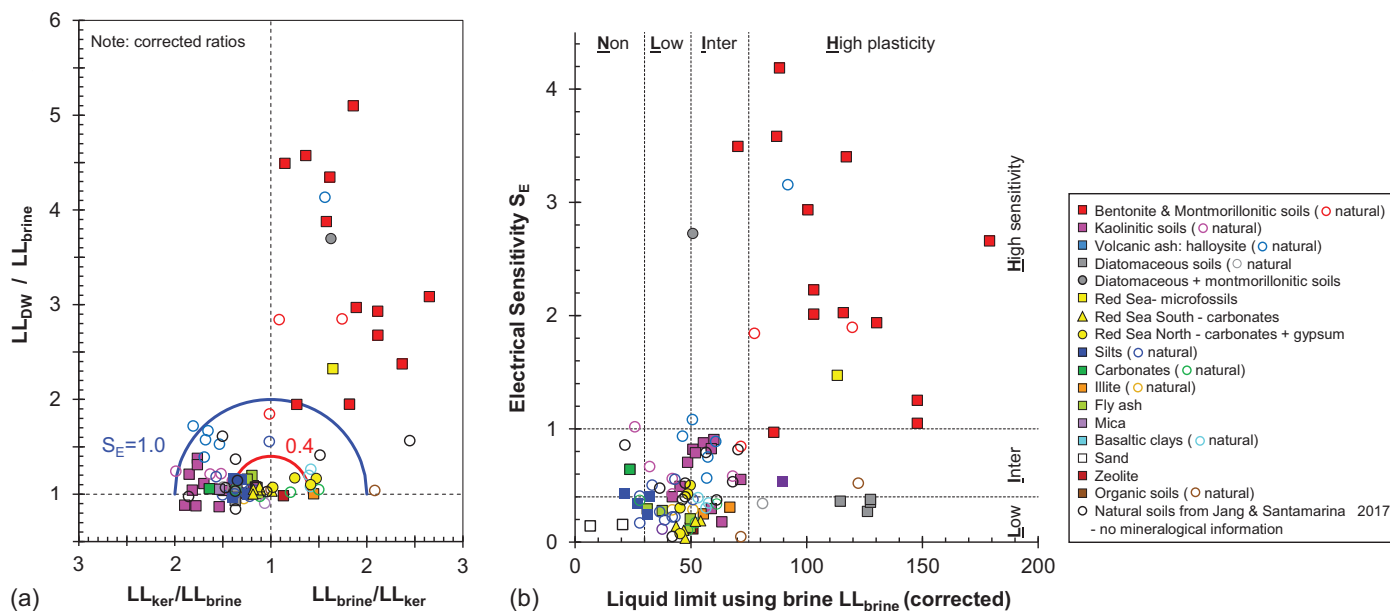 Note: corrected ratios
6
5
4
3
2
1
0
LL_DW / LL_brine
S_E=1.0
0.4
3
2
1
2
3
LL_ker/LL_brine
LL_brine/LL_ker
(a)
Non
Low
Inter
High plasticity
4
3
2
1
0
Electrical Sensitivity S_E
High sensitivity
Inter
Low
0
50
100
150
200
(b)
Liquid limit using brine LL_brine (corrected)
Bentonite & Montmorillonitic soils ( natural)
Kaolinitic soils ( natural)
Volcanic ash: halloysite ( natural)
Diatomaceous soils ( natural
Diatomaceous + montmorillonitic soils
Red Sea- microfossils
Red Sea South - carbonates
Red Sea North - carbonates + gypsum
Silts ( natural)
Carbonates ( natural)
Illite ( natural)
Fly ash
Mica
Basaltic clays ( natural)
Sand
Zeolite
Organic soils ( natural)
Natural soils from Jang & Santamarina 2017
- no mineralogical information